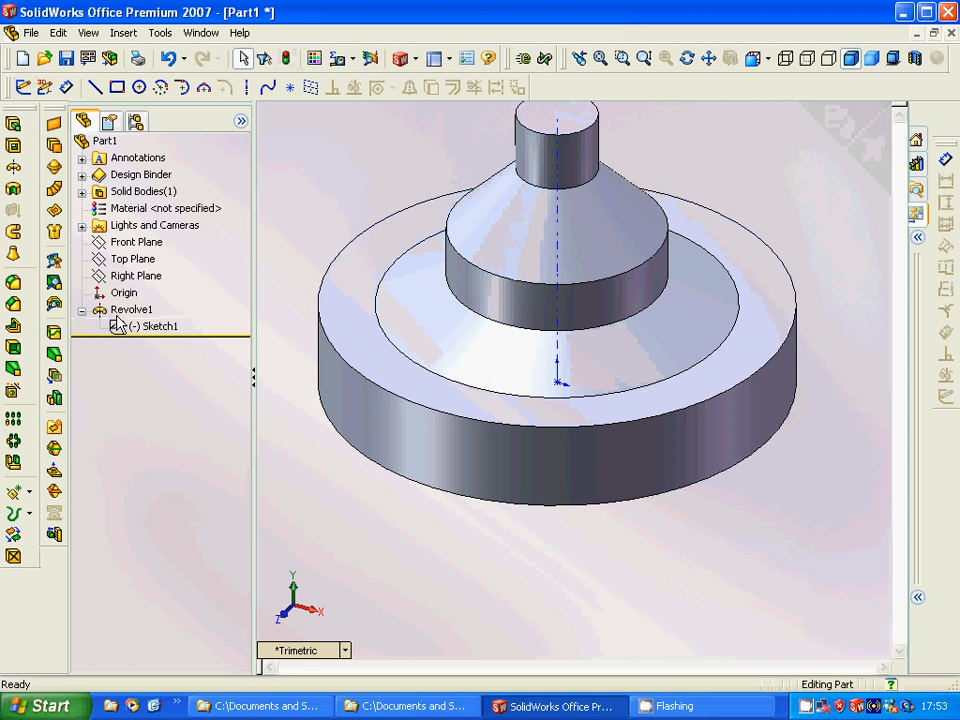 SolidWorks Office Premium 2007 - [Part1 *]
File Edit View Insert Tools Window Help
Part1
Annotations
Design Binder
Solid Bodies(1)
Material <not specified>
Lights and Cameras
Front Plane
Top Plane
Right Plane
Origin
Revolve1
(-) Sketch1
Y
X
Z
*Trimetric
Ready
Editing Part
Start
C:\Documents and S...
C:\Documents and S...
SolidWorks Office Pr...
Flashing
17:53